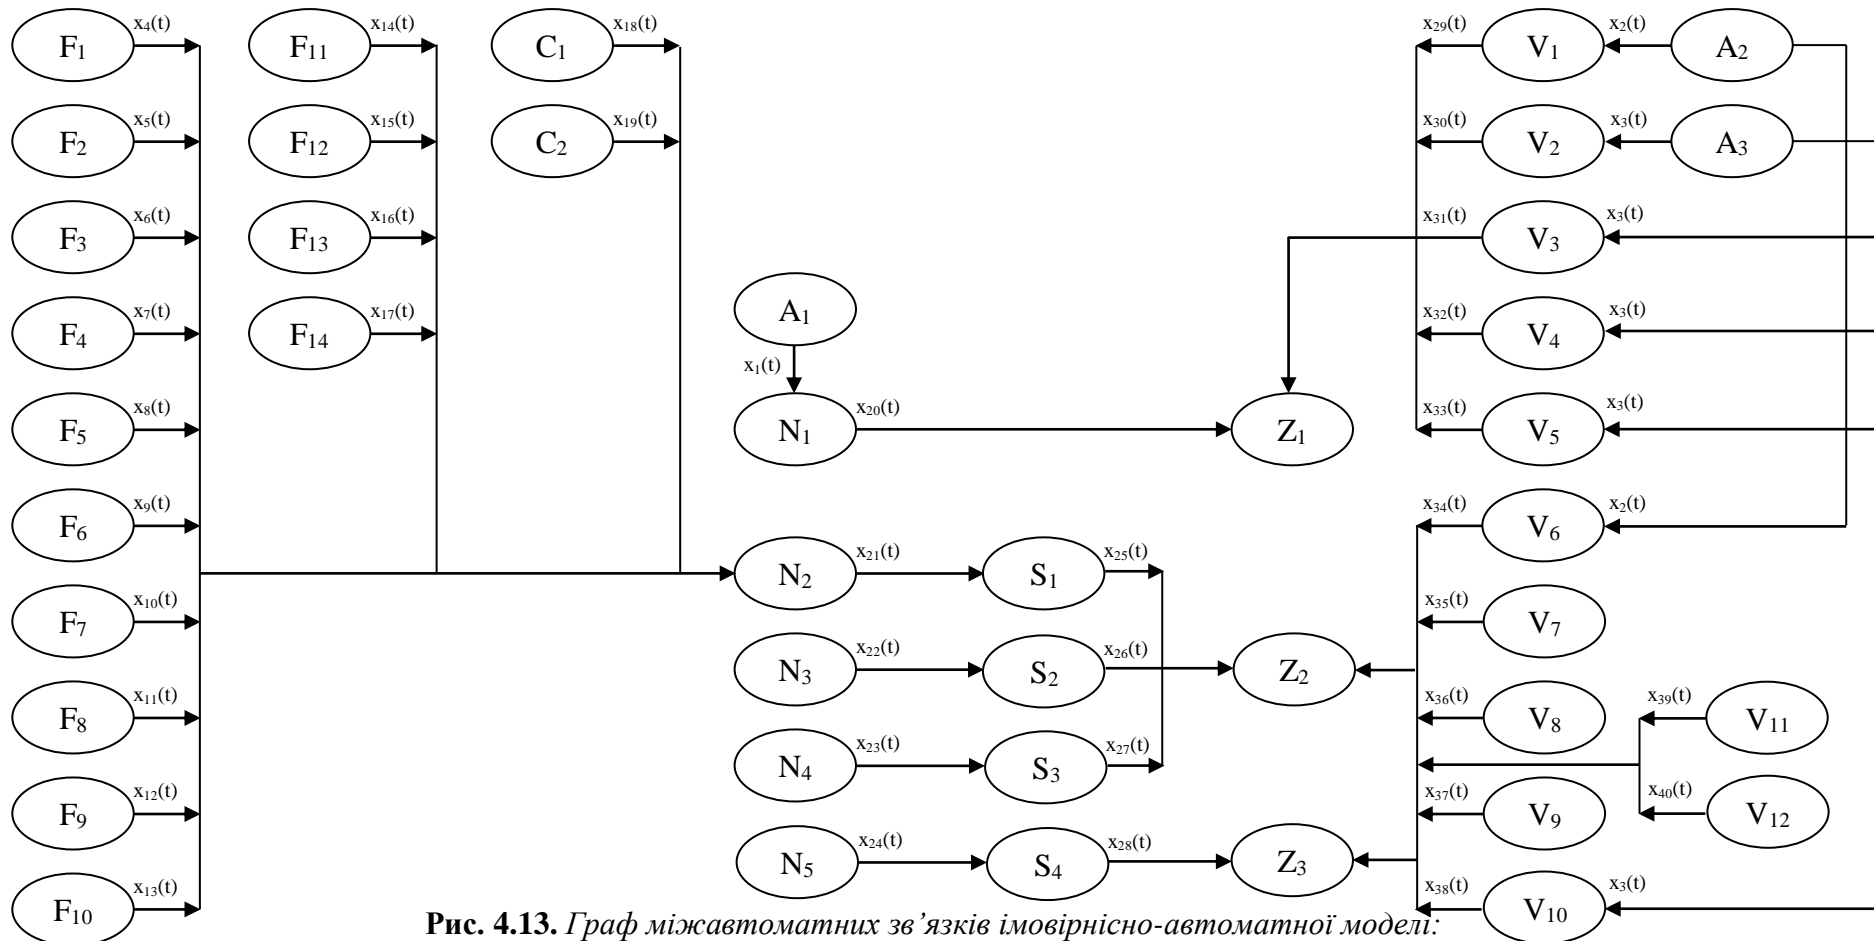 x₄(t) x₁₄(t) x₁₈(t) x₂₉(t) x₂(t)
F₁ F₁₁ C₁ V₁ A₂
x₅(t) x₁₅(t) x₁₉(t) x₃₀(t) x₃(t)
F₂ F₁₂ C₂ V₂ A₃
x₆(t) x₁₆(t) x₃₁(t) x₃(t)
F₃ F₁₃ V₃
x₇(t) x₁₇(t) x₃₂(t) x₃(t)
A₁
F₄ F₁₄ V₄
x₁(t)
x₈(t) x₂₀(t) x₃₃(t) x₃(t)
F₅ N₁ Z₁ V₅
x₉(t) x₃₄(t) x₂(t)
F₆ V₆
x₂₁(t) x₂₅(t)
N₂ S₁
x₁₀(t) x₃₅(t)
F₇ V₇
x₂₂(t) x₂₆(t)
N₃ S₂ Z₂
x₁₁(t) x₃₆(t) x₃₉(t)
F₈ V₈ V₁₁
x₂₃(t) x₂₇(t)
N₄ S₃
x₁₂(t) x₃₇(t) x₄₀(t)
F₉ V₉ V₁₂
x₂₄(t) x₂₈(t)
N₅ S₄ Z₃
x₁₃(t) x₃₈(t) x₃(t)
F₁₀ V₁₀
Рис. 4.13. Граф міжавтоматних зв’язків імовірнісно-автоматної моделі: